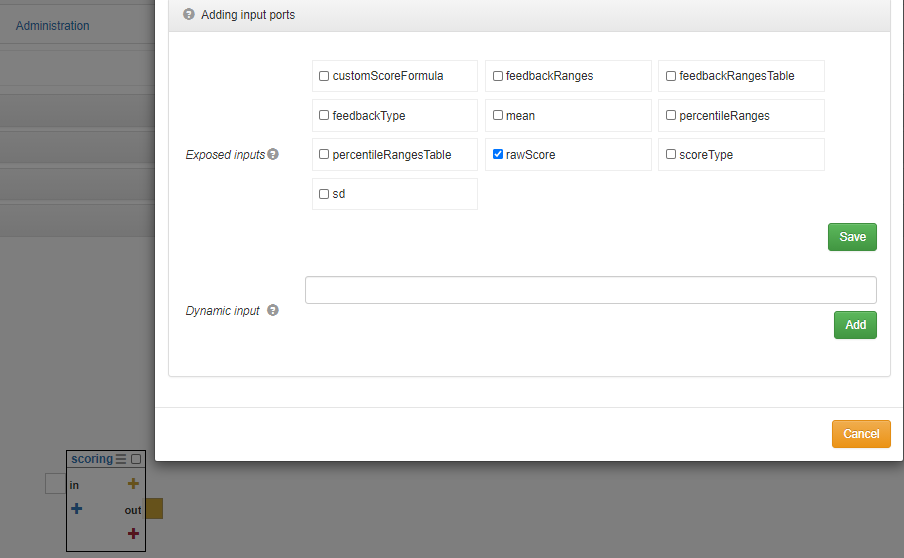 Adding input ports
Administration
customScoreFormula feedbackRanges feedbackRangesTable
feedbackType mean percentileRanges
Exposed inputs percentileRangesTable rawScore scoreType
sd
Save
Dynamic input
Add
Cancel
scoring
in
out